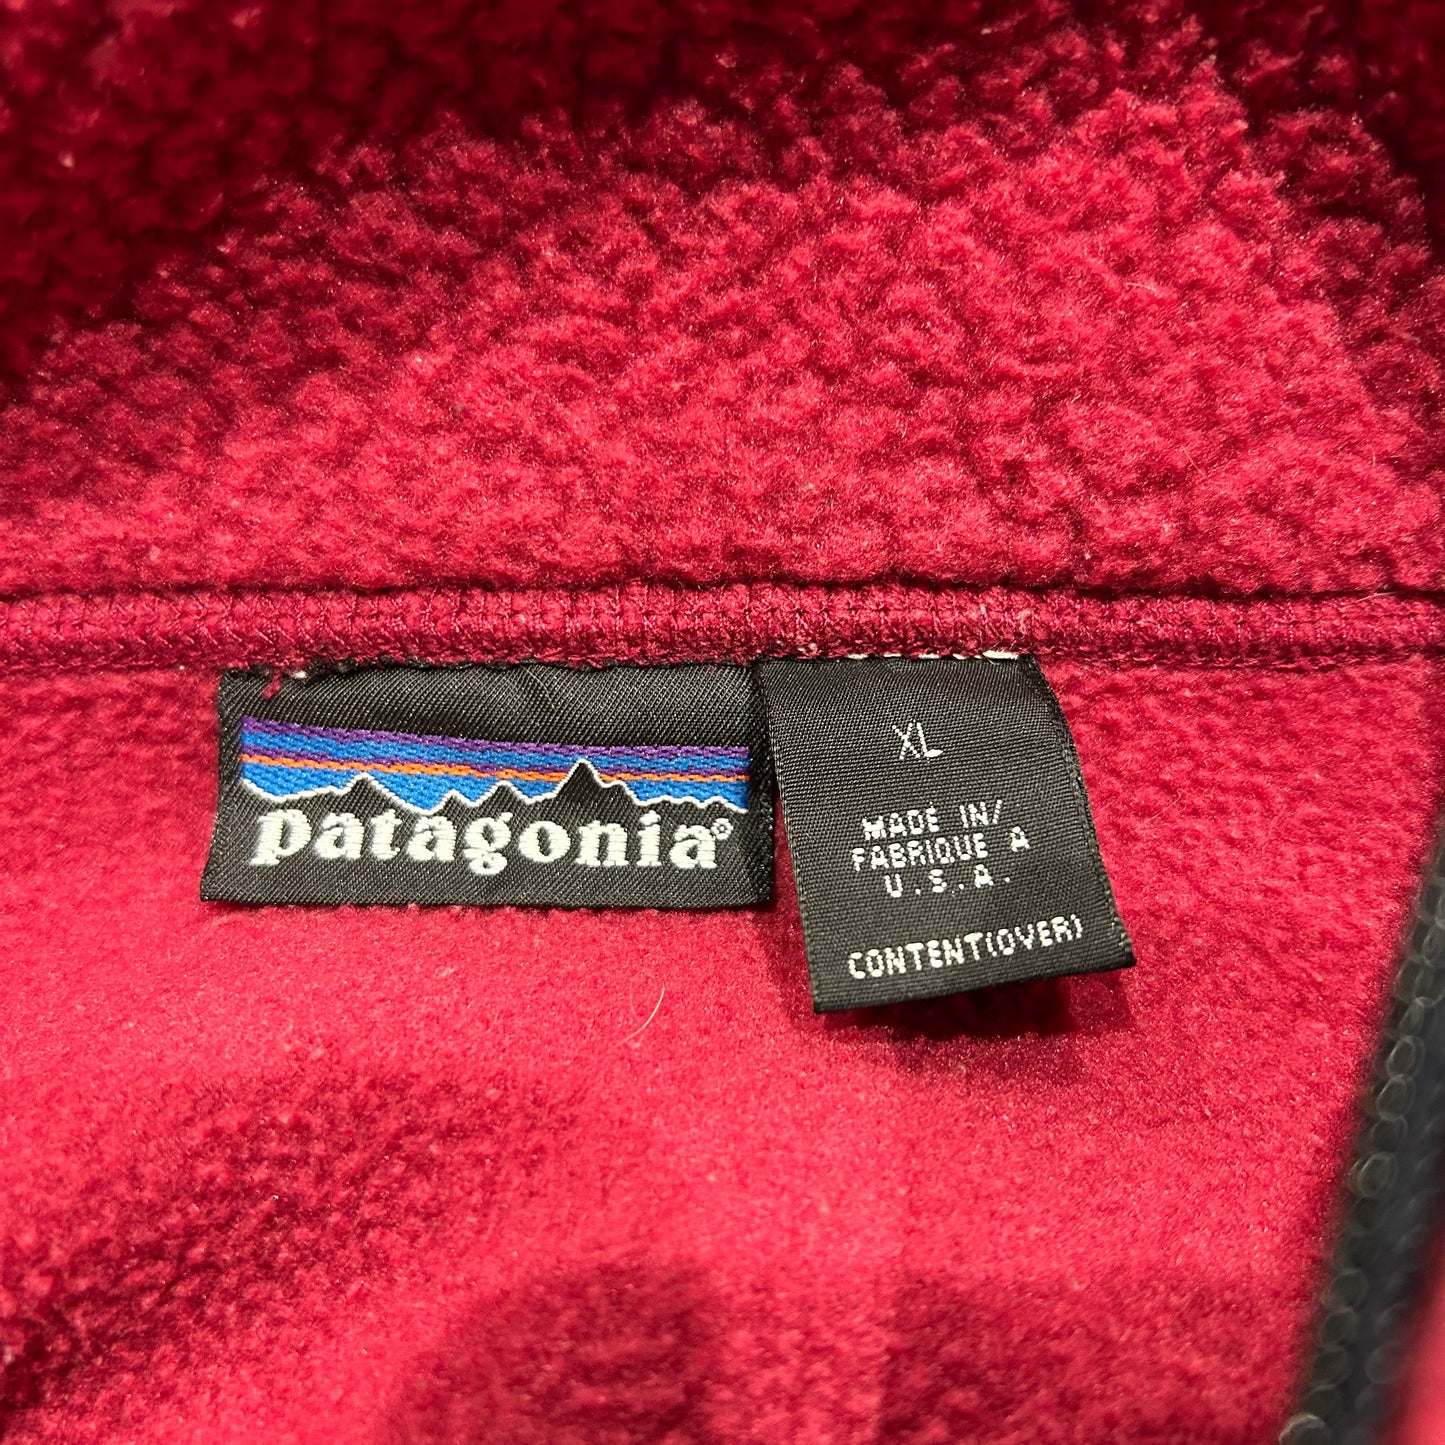 patagonia®
XL
MADE IN/
FABRIQUE A
U.S.A.
CONTENT(OVER)